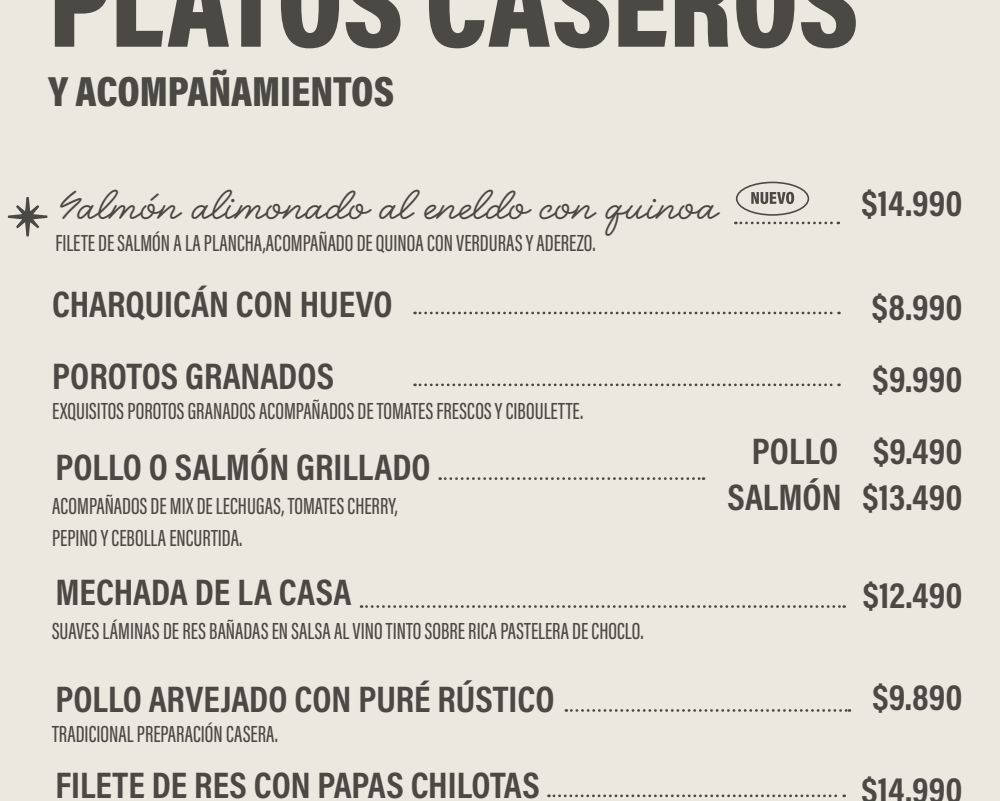 PLATOS CASEROS
Y ACOMPAÑAMIENTOS
Salmón alimonado al eneldo con quinoa NUEVO $14.990
FILETE DE SALMÓN A LA PLANCHA,ACOMPAÑADO DE QUINOA CON VERDURAS Y ADEREZO.
CHARQUICÁN CON HUEVO $8.990
POROTOS GRANADOS $9.990
EXQUISITOS POROTOS GRANADOS ACOMPAÑADOS DE TOMATES FRESCOS Y CIBOULETTE.
POLLO O SALMÓN GRILLADO POLLO $9.490
SALMÓN $13.490
ACOMPAÑADOS DE MIX DE LECHUGAS, TOMATES CHERRY,
PEPINO Y CEBOLLA ENCURTIDA.
MECHADA DE LA CASA $12.490
SUAVES LÁMINAS DE RES BAÑADAS EN SALSA AL VINO TINTO SOBRE RICA PASTELERA DE CHOCLO.
POLLO ARVEJADO CON PURÉ RÚSTICO $9.890
TRADICIONAL PREPARACIÓN CASERA.
FILETE DE RES CON PAPAS CHILOTAS $14.990